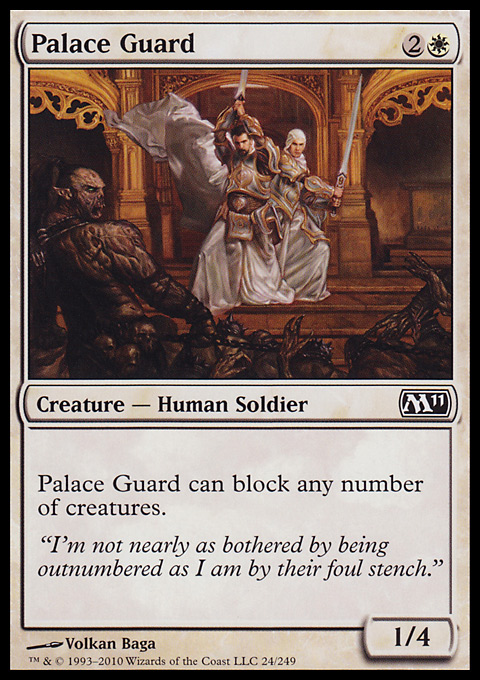 Palace Guard 2
Creature — Human Soldier M11
Palace Guard can block any number
of creatures.
“I’m not nearly as bothered by being
outnumbered as I am by their foul stench.”
Volkan Baga
1/4
™ & © 1993–2010 Wizards of the Coast LLC 24/249